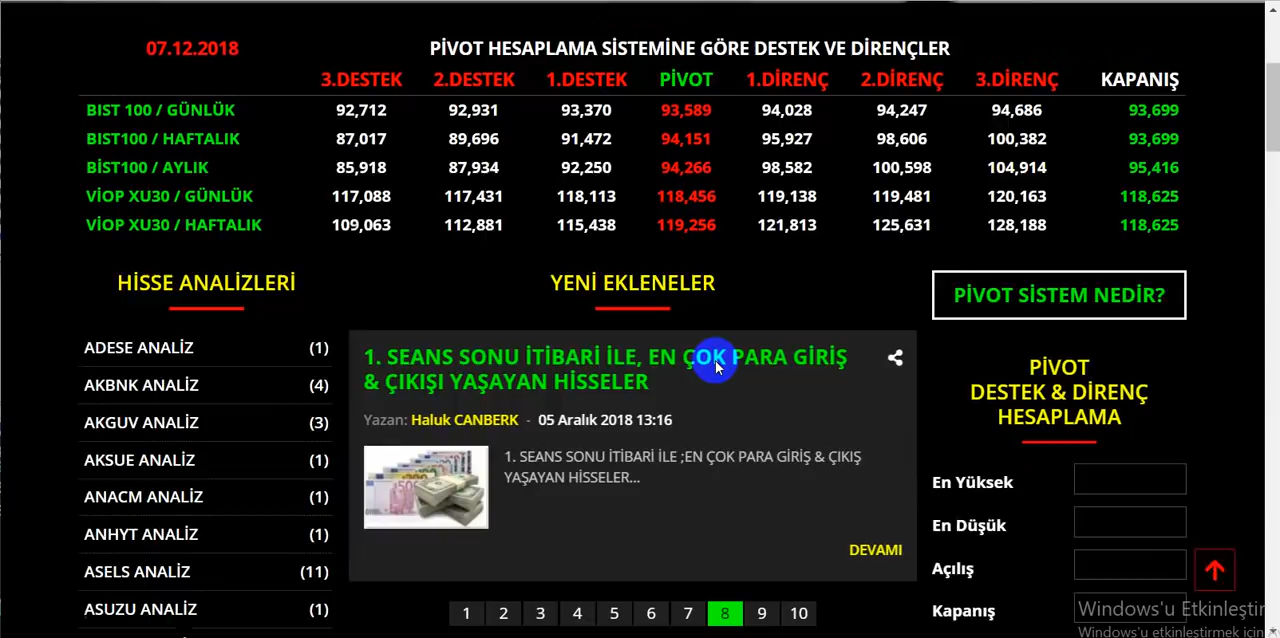 07.12.2018 PİVOT HESAPLAMA SİSTEMİNE GÖRE DESTEK VE DİRENÇLER
3.DESTEK 2.DESTEK 1.DESTEK PİVOT 1.DİRENÇ 2.DİRENÇ 3.DİRENÇ KAPANIŞ
BIST 100 / GÜNLÜK 92,712 92,931 93,370 93,589 94,028 94,247 94,686 93,699
BIST100 / HAFTALIK 87,017 89,696 91,472 94,151 95,927 98,606 100,382 93,699
BİST100 / AYLIK 85,918 87,934 92,250 94,266 98,582 100,598 104,914 95,416
VİOP XU30 / GÜNLÜK 117,088 117,431 118,113 118,456 119,138 119,481 120,163 118,625
VİOP XU30 / HAFTALIK 109,063 112,881 115,438 119,256 121,813 125,631 128,188 118,625
HİSSE ANALİZLERİ
ADESE ANALİZ (1)
AKBNK ANALİZ (4)
AKGUV ANALİZ (3)
AKSUE ANALİZ (1)
ANACM ANALİZ (1)
ANHYT ANALİZ (1)
ASELS ANALİZ (11)
ASUZU ANALİZ (1)
YENİ EKLENELER
1. SEANS SONU İTİBARİ İLE, EN ÇOK PARA GİRİŞ
& ÇIKIŞI YAŞAYAN HİSSELER
Yazan: Haluk CANBERK - 05 Aralık 2018 13:16
1. SEANS SONU İTİBARİ İLE ;EN ÇOK PARA GİRİŞ & ÇIKIŞ
YAŞAYAN HİSSELER...
DEVAMI
1 2 3 4 5 6 7 8 9 10
PİVOT SİSTEM NEDİR?
PİVOT
DESTEK & DİRENÇ
HESAPLAMA
En Yüksek
En Düşük
Açılış
Kapanış
Windows'u Etkinleştir
Windows'u etkinleştirmek için